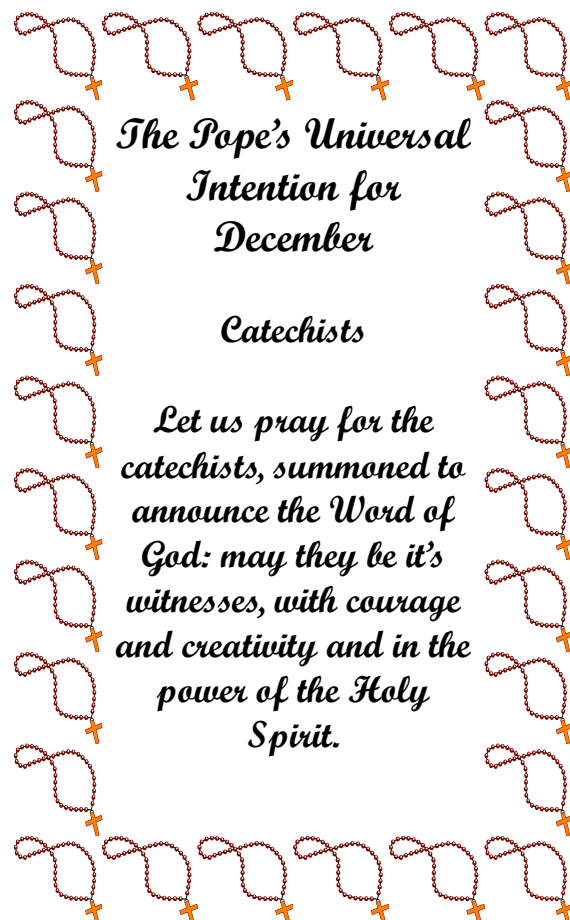 The Pope’s Universal
Intention for
December
Catechists
Let us pray for the
catechists, summoned to
announce the Word of
God: may they be it’s
witnesses, with courage
and creativity and in the
power of the Holy
Spirit.